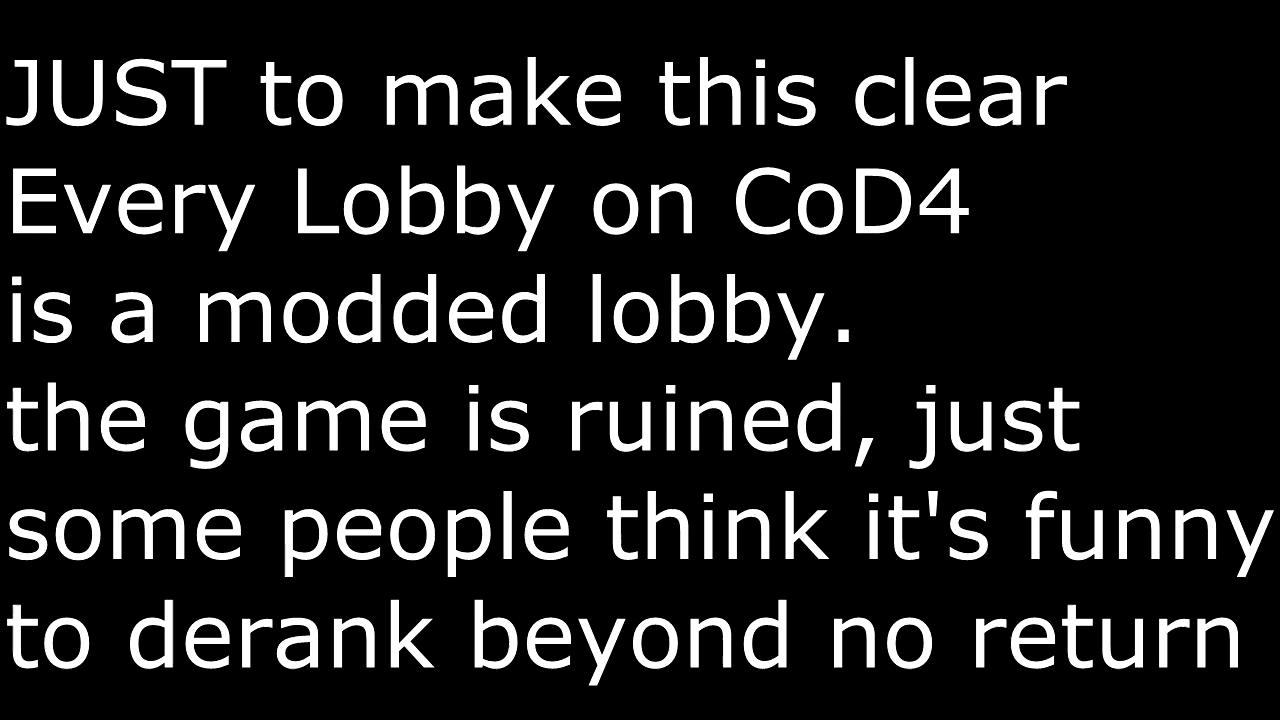 JUST to make this clear
Every Lobby on CoD4
is a modded lobby.
the game is ruined, just
some people think it's funny
to derank beyond no return